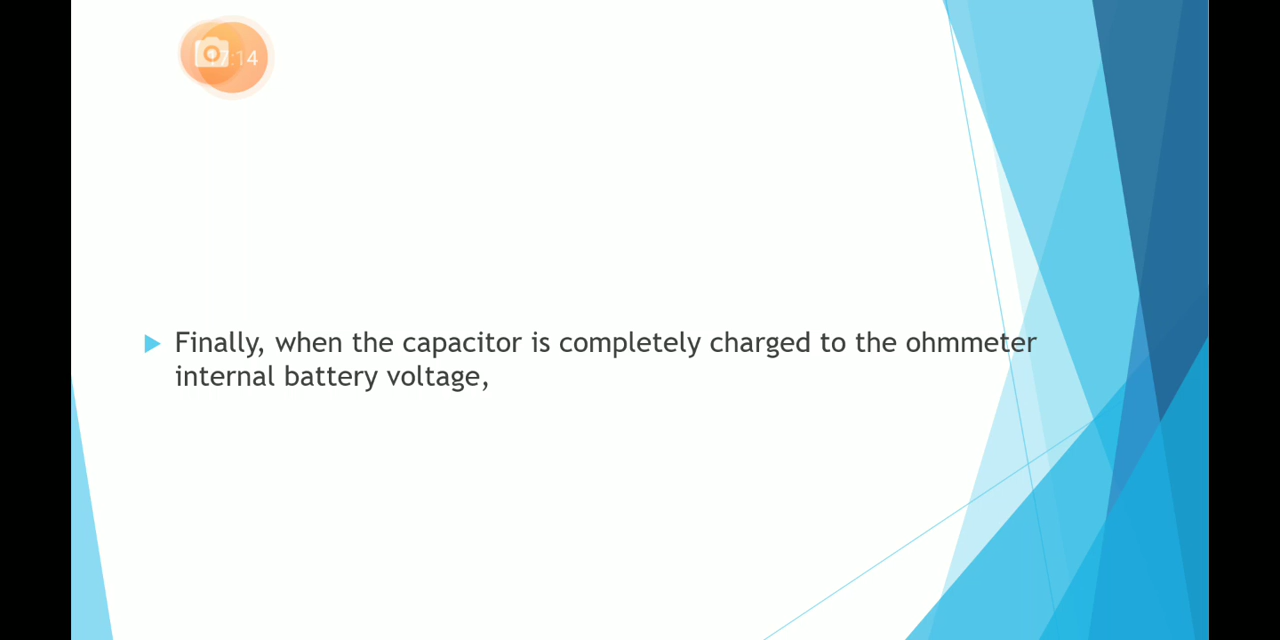 Finally, when the capacitor is completely charged to the ohmmeter
internal battery voltage,